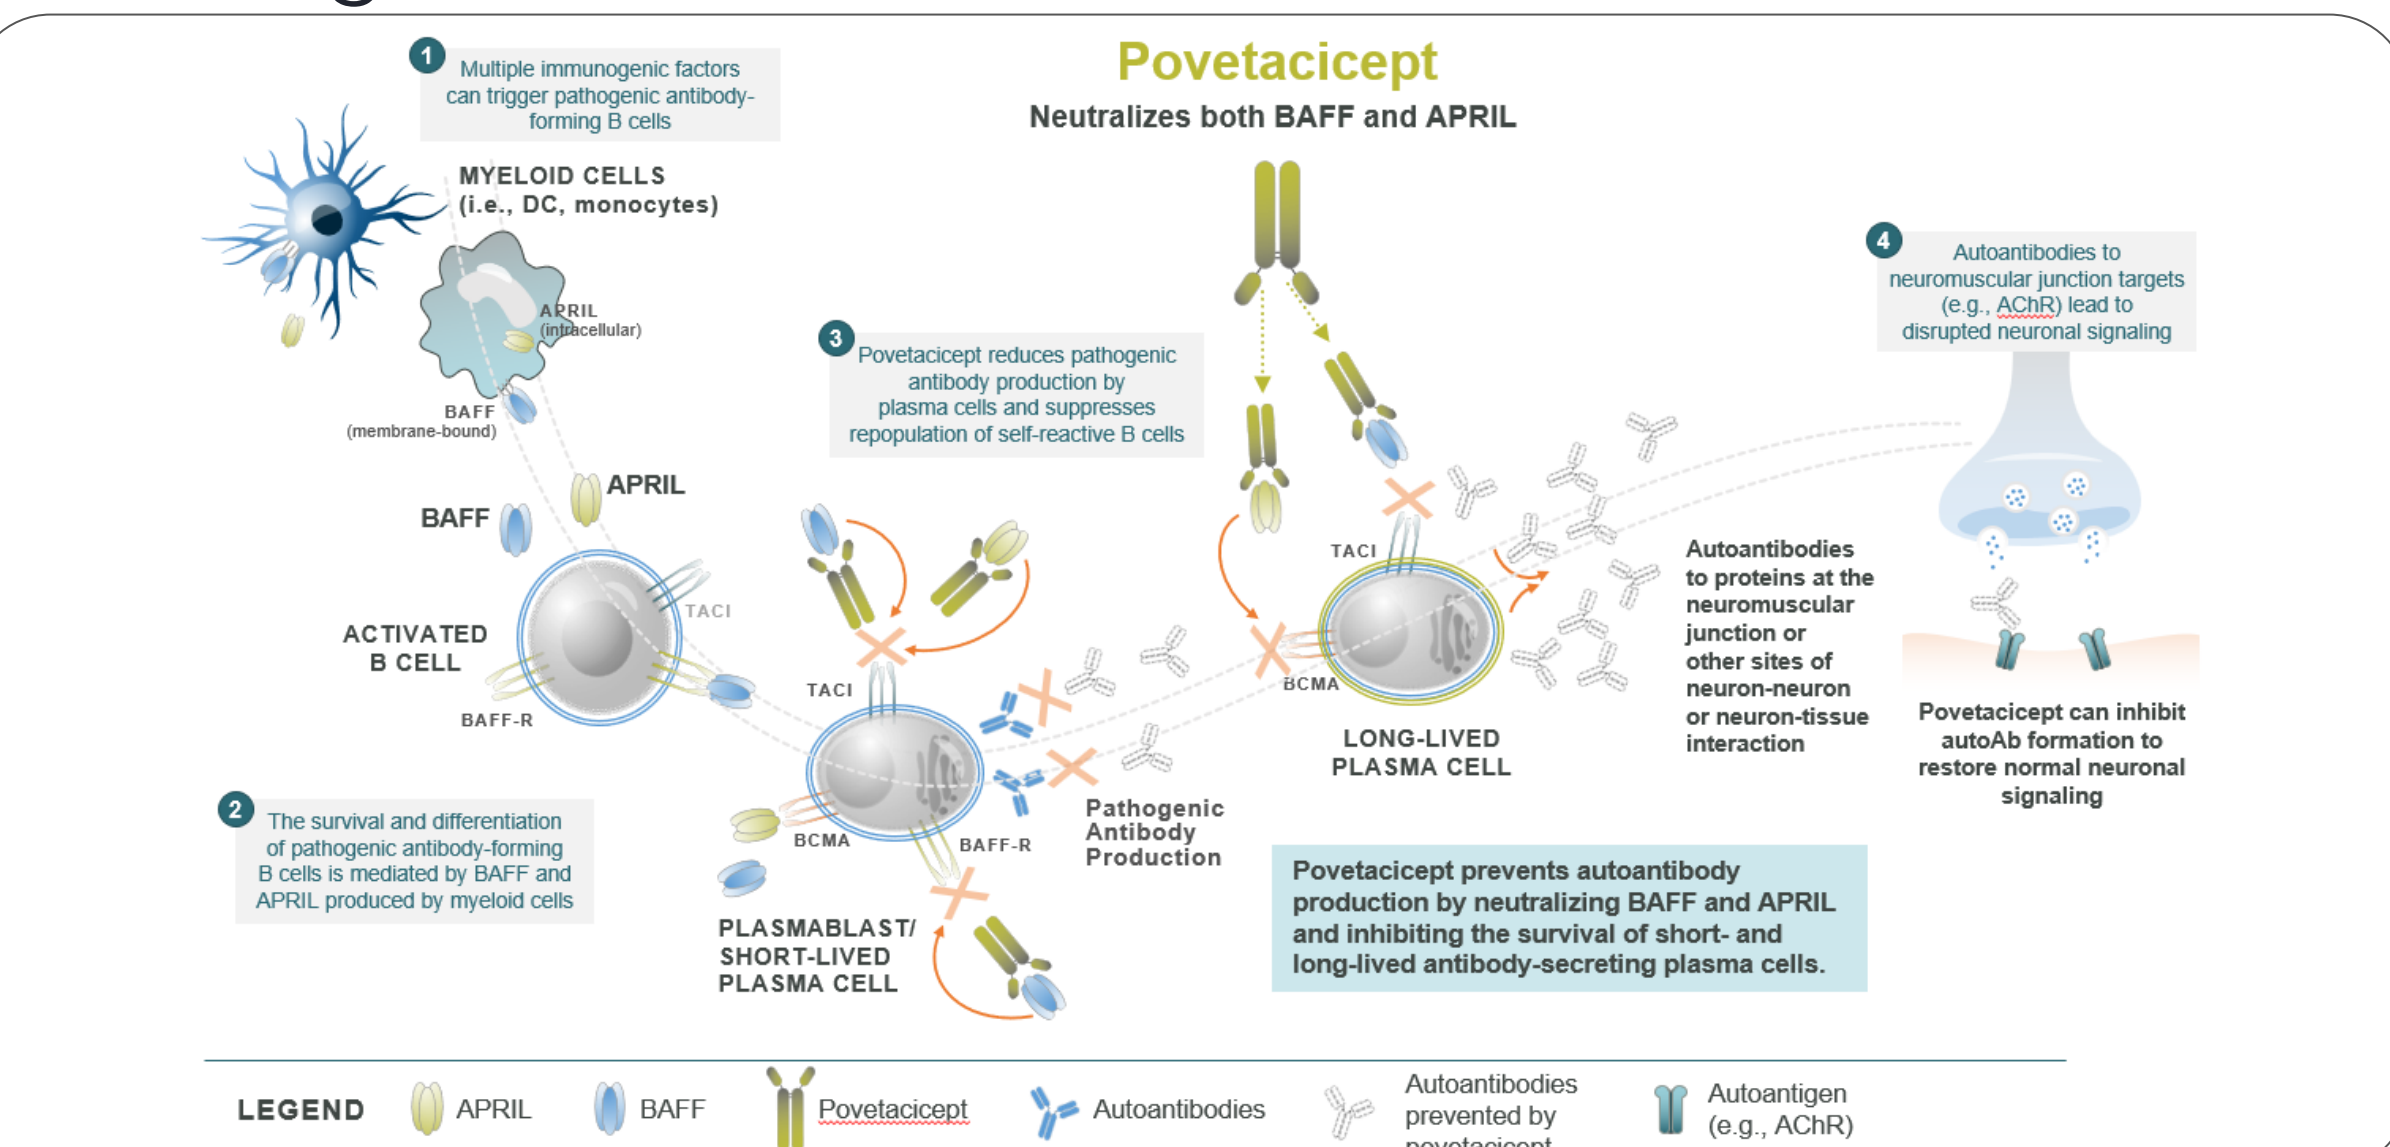 1
Multiple immunogenic factors
can trigger pathogenic antibody-
forming B cells
Povetacicept
Neutralizes both BAFF and APRIL
MYELOID CELLS
(i.e., DC, monocytes)
APRIL
(intracellular)
BAFF
(membrane-bound)
APRIL
BAFF
TACI
ACTIVATED
B CELL
BAFF-R
2
The survival and differentiation
of pathogenic antibody-forming
B cells is mediated by BAFF and
APRIL produced by myeloid cells
3
Povetacicept reduces pathogenic
antibody production by
plasma cells and suppresses
repopulation of self-reactive B cells
TACI
BCMA
BAFF-R
PLASMABLAST/
SHORT-LIVED
PLASMA CELL
Pathogenic
Antibody
Production
TACI
BCMA
LONG-LIVED
PLASMA CELL
Autoantibodies
to proteins at the
neuromuscular
junction or
other sites of
neuron-neuron
or neuron-tissue
interaction
4
Autoantibodies to
neuromuscular junction targets
(e.g., AChR) lead to
disrupted neuronal signaling
Povetacicept can inhibit
autoAb formation to
restore normal neuronal
signaling
Povetacicept prevents autoantibody
production by neutralizing BAFF and APRIL
and inhibiting the survival of short- and
long-lived antibody-secreting plasma cells.
LEGEND
APRIL
BAFF
Povetacicept
Autoantibodies
Autoantibodies
prevented by
povetacicept
Autoantigen
(e.g., AChR)